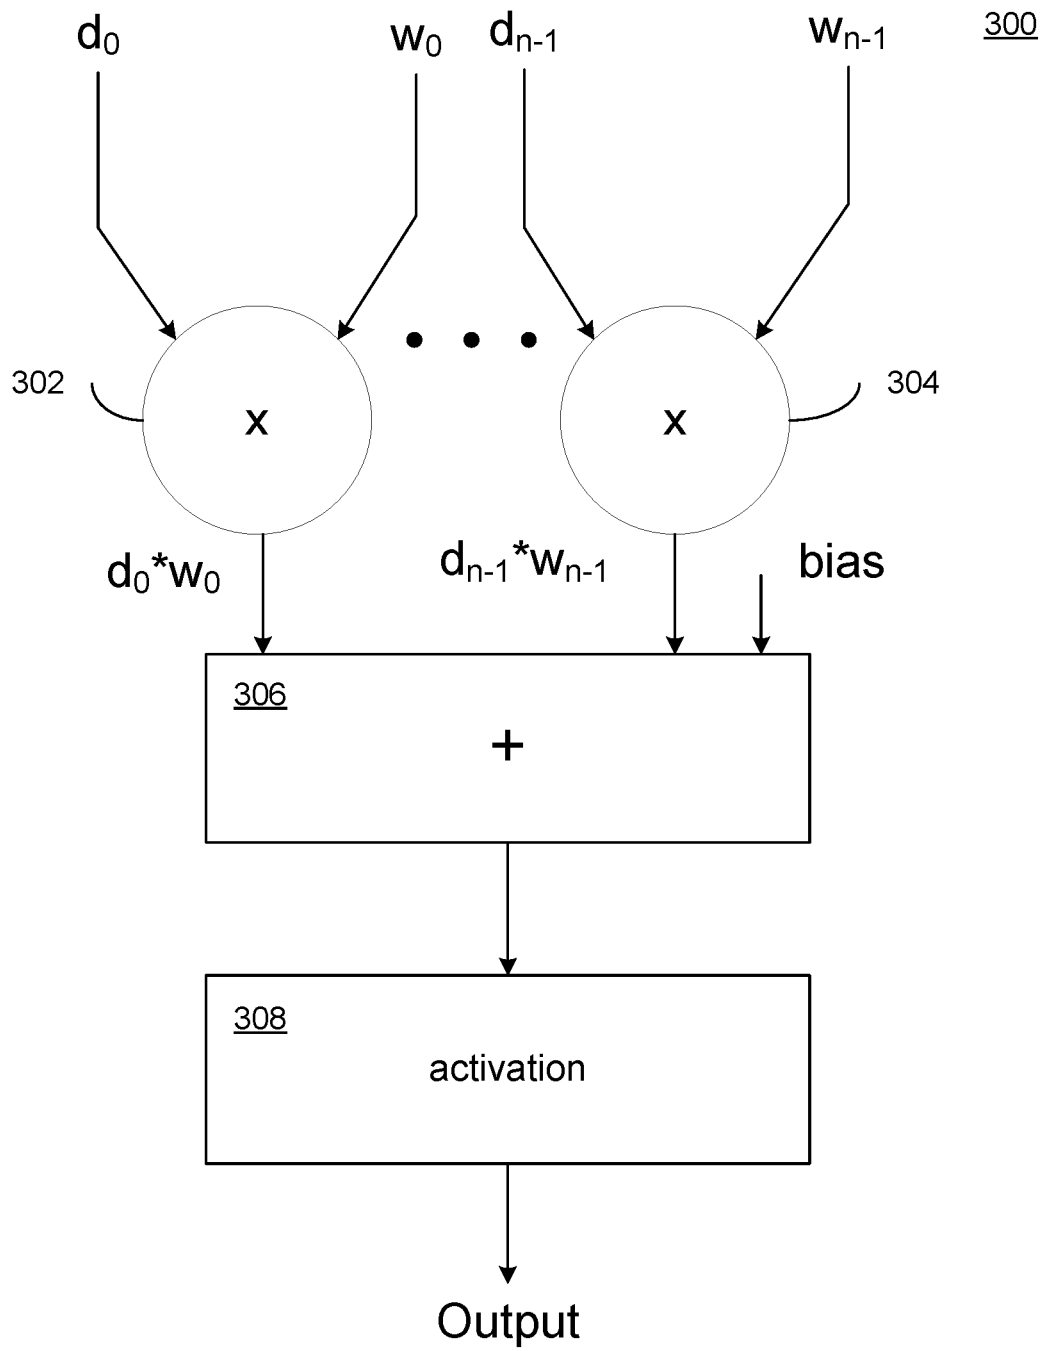 d₀ w₀ dₙ₋₁ wₙ₋₁ 300
302 x x 304
d₀*w₀ dₙ₋₁*wₙ₋₁ bias
306
+
308
activation
Output